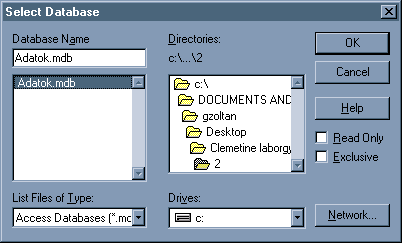 Select Database
Database Name
Adatok.mdb
Adatok.mdb
List Files of Type:
Access Databases (*.mc
Directories:
c:\...\2
c:\
DOCUMENTS AND
gzoltan
Desktop
Clemetine laborgy
2
Drives:
c:
OK
Cancel
Help
Read Only
Exclusive
Network...